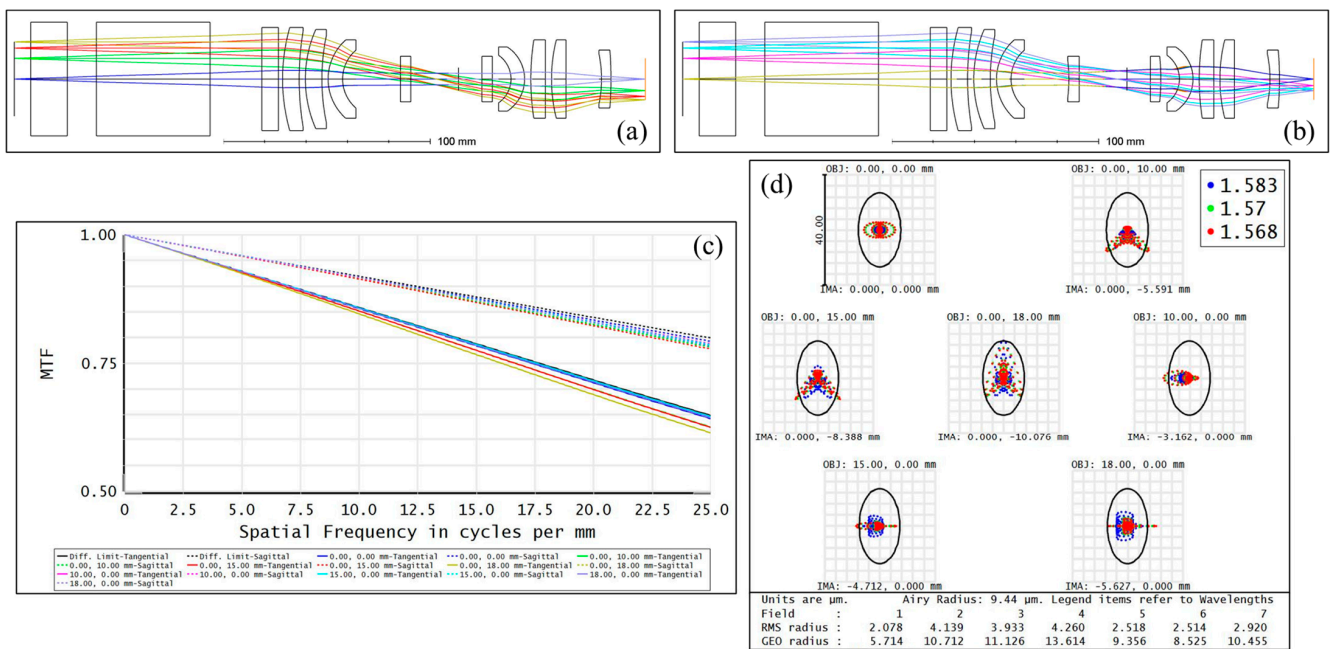 100 mm
(a)
100 mm
(b)
(c)
1.00
0.75
0.50
MTF
0 2.5 5.0 7.5 10.0 12.5 15.0 17.5 20.0 22.5 25.0
Spatial Frequency in cycles per mm
Diff. Limit-Tangential Diff. Limit-Sagittal 0.00, 0.00 mm-Tangential 0.00, 0.00 mm-Sagittal 0.00, 10.00 mm-Tangential
0.00, 10.00 mm-Sagittal 0.00, 15.00 mm-Tangential 0.00, 15.00 mm-Sagittal 0.00, 18.00 mm-Tangential 0.00, 18.00 mm-Sagittal
10.00, 0.00 mm-Tangential 10.00, 0.00 mm-Sagittal 15.00, 0.00 mm-Tangential 15.00, 0.00 mm-Sagittal 18.00, 0.00 mm-Tangential
18.00, 0.00 mm-Sagittal
(d)
OBJ: 0.00, 0.00 mm
40.00
IMA: 0.000, 0.000 mm
OBJ: 0.00, 10.00 mm
IMA: 0.000, -5.591 mm
1.583
1.57
1.568
OBJ: 0.00, 15.00 mm
IMA: 0.000, -8.388 mm
OBJ: 0.00, 18.00 mm
IMA: 0.000, -10.076 mm
OBJ: 10.00, 0.00 mm
IMA: -3.162, 0.000 mm
OBJ: 15.00, 0.00 mm
IMA: -4.712, 0.000 mm
OBJ: 18.00, 0.00 mm
IMA: -5.627, 0.000 mm
Units are µm. Airy Radius: 9.44 µm. Legend items refer to Wavelengths
Field : 1 2 3 4 5 6 7
RMS radius : 2.078 4.139 3.933 4.260 2.518 2.514 2.920
GEO radius : 5.714 10.712 11.126 13.614 9.356 8.525 10.455